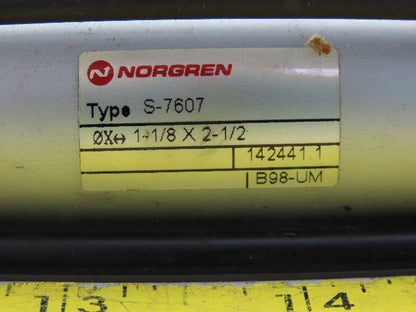 NORGREN
Type S-7607
ØX↔ 1-1/8 X 2-1/2
142441.1
B98-UM
13 14